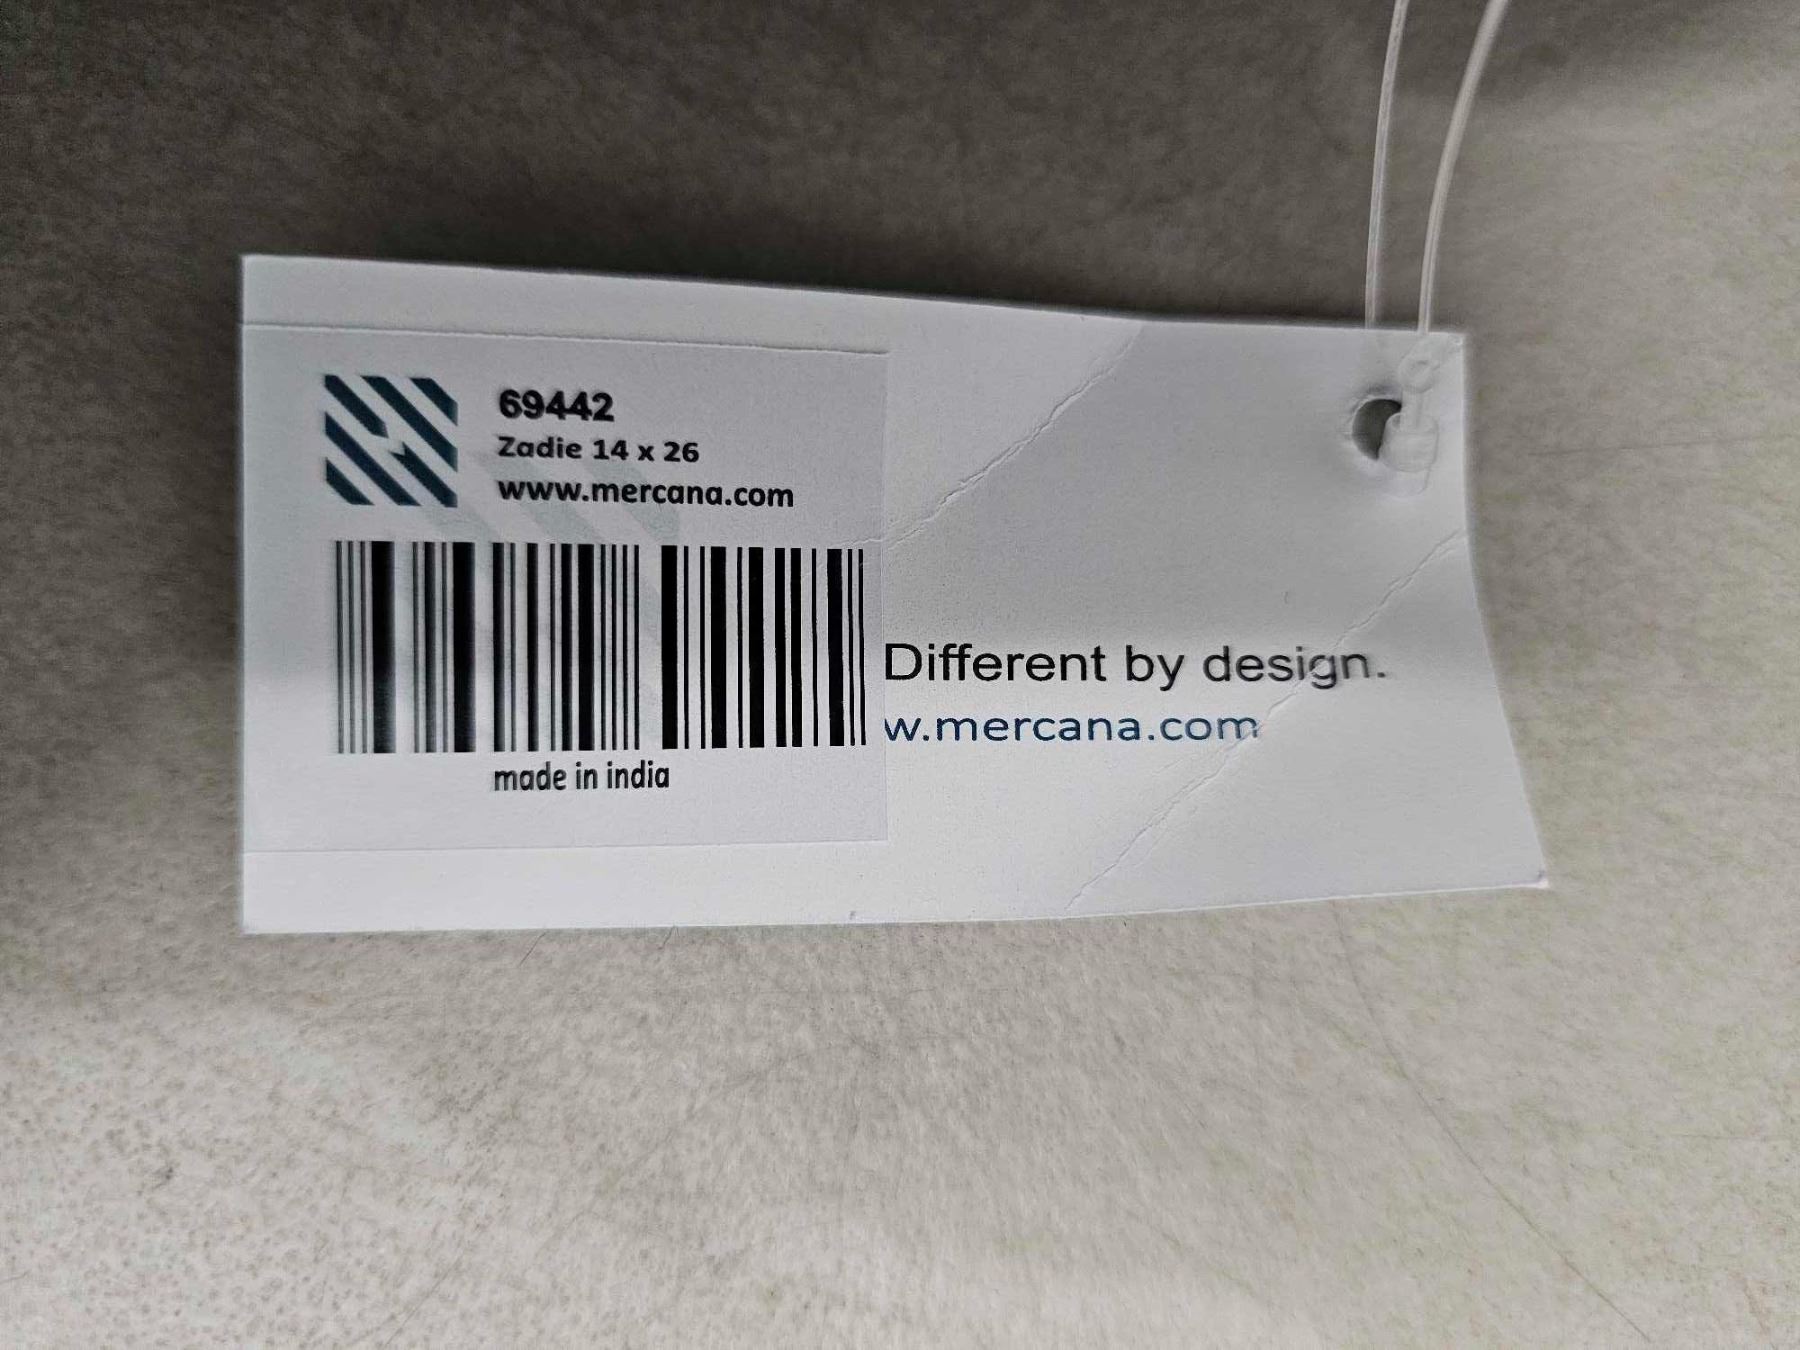 69442
Zadie 14 x 26
www.mercana.com
made in india
Different by design.
w.mercana.com